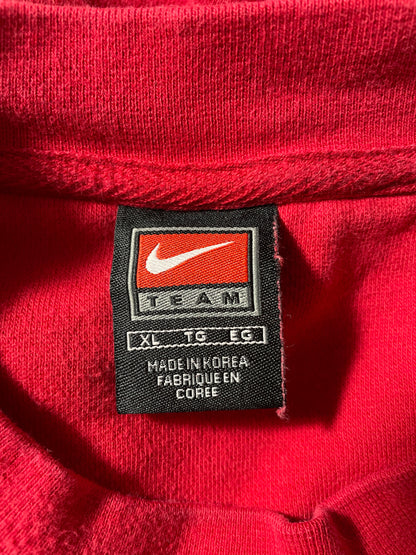 TEAM
XL TG EG
MADE IN KOREA
FABRIQUE EN
COREE